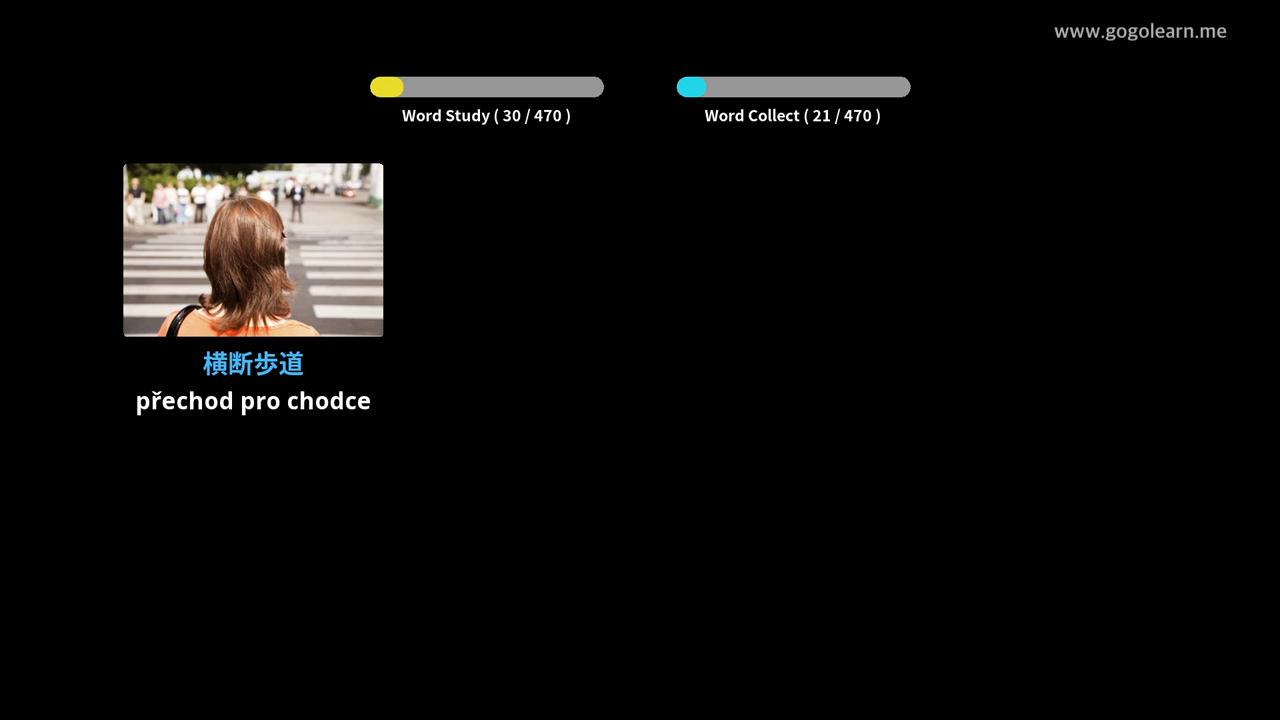 www.gogolearn.me
Word Study ( 30 / 470 )
Word Collect ( 21 / 470 )
横断歩道
přechod pro chodce